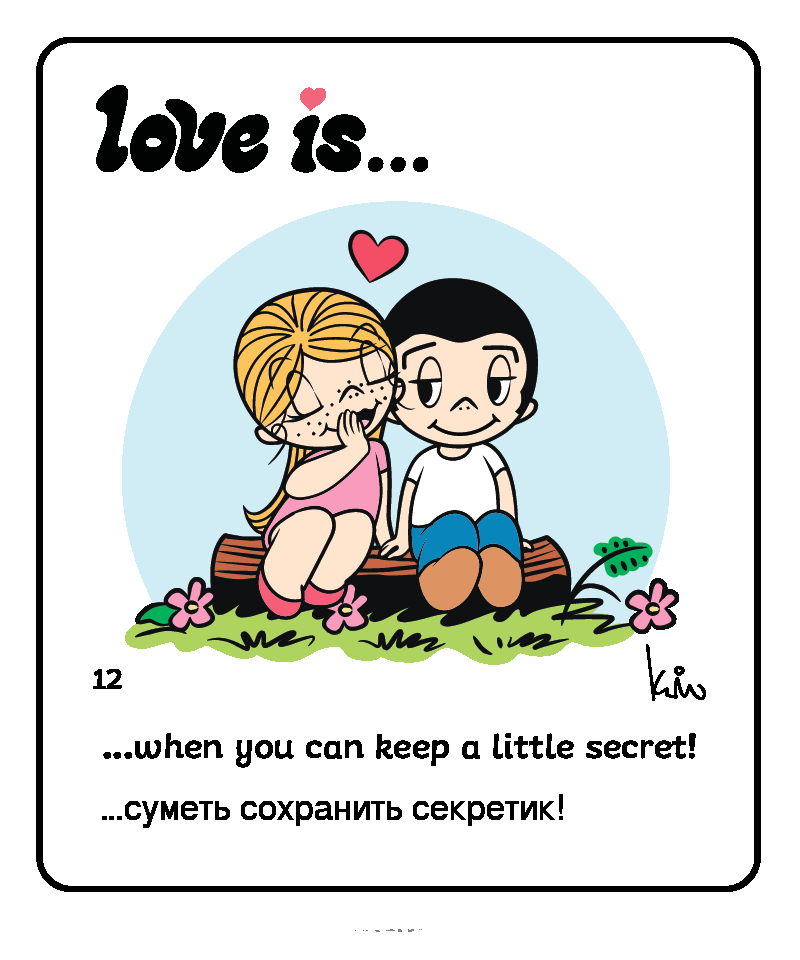 love is...
12
kim
...when you can keep a little secret!
...суметь сохранить секретик!